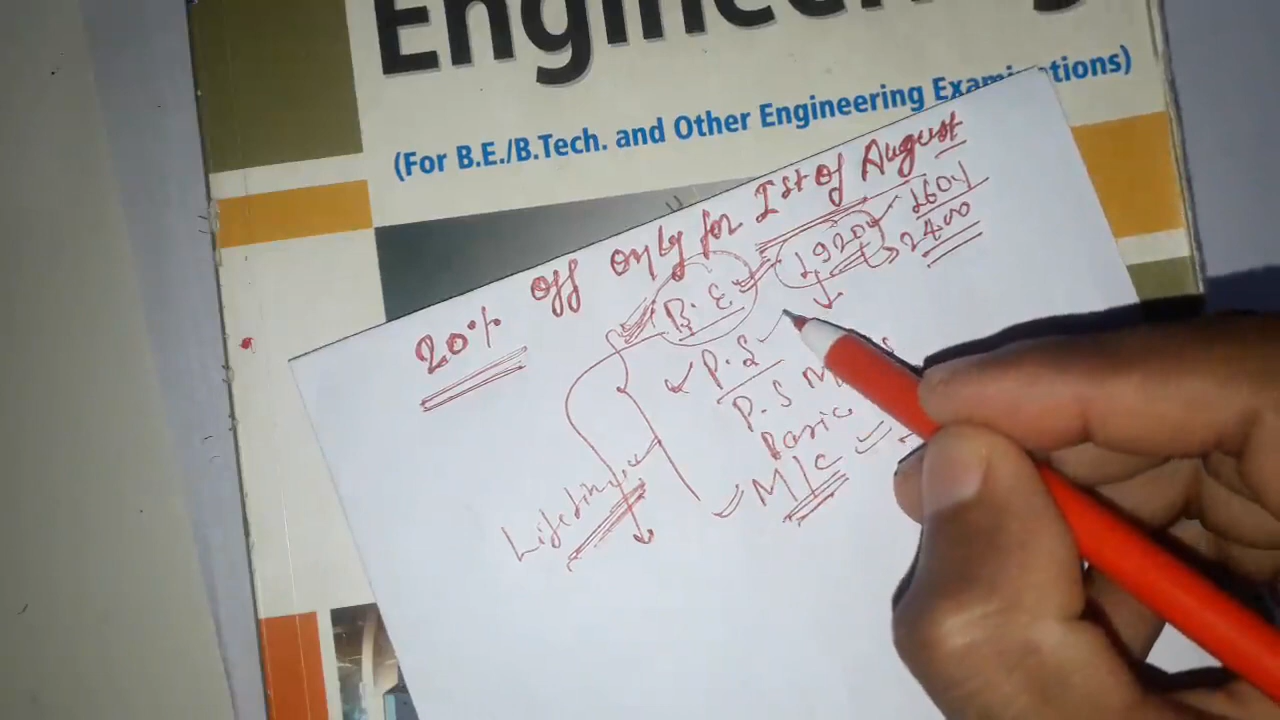 Engineering
(For B.E./B.Tech. and Other Engineering Exam tions)
20% off only for 1st of August
160
B.E 1920 2400
P.S
P.S
Basic
Lifetime M/C